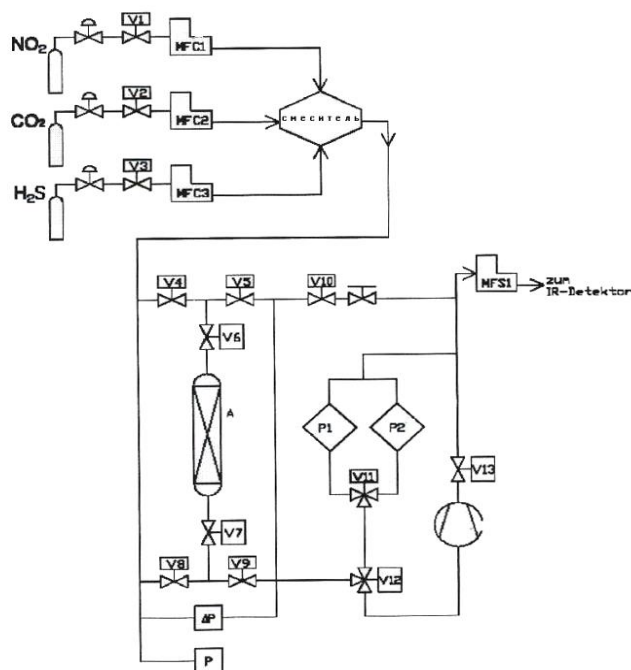 V1
NO₂
MFC1
V2
CO₂
MFC2
смеситель
V3
H₂S
MFC3
V4
V5
V10
MFS1
zum
IR-Detektor
V6
A
P1
P2
V11
V13
V7
V8
V9
V12
ΔP
P